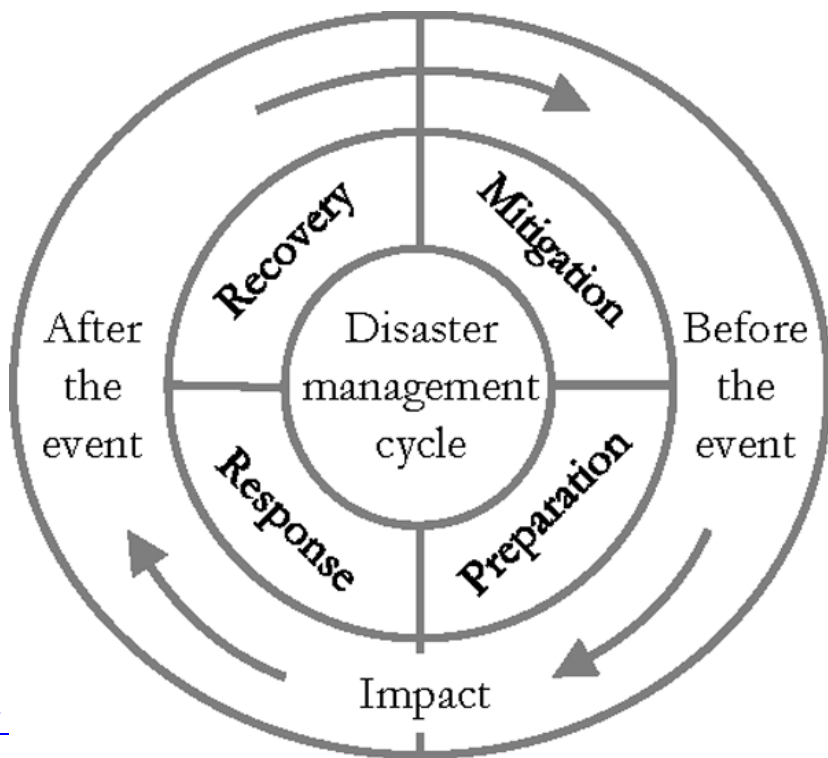 Recovery
Mitigation
After
the
event
Disaster
management
cycle
Before
the
event
Response
Preparation
Impact